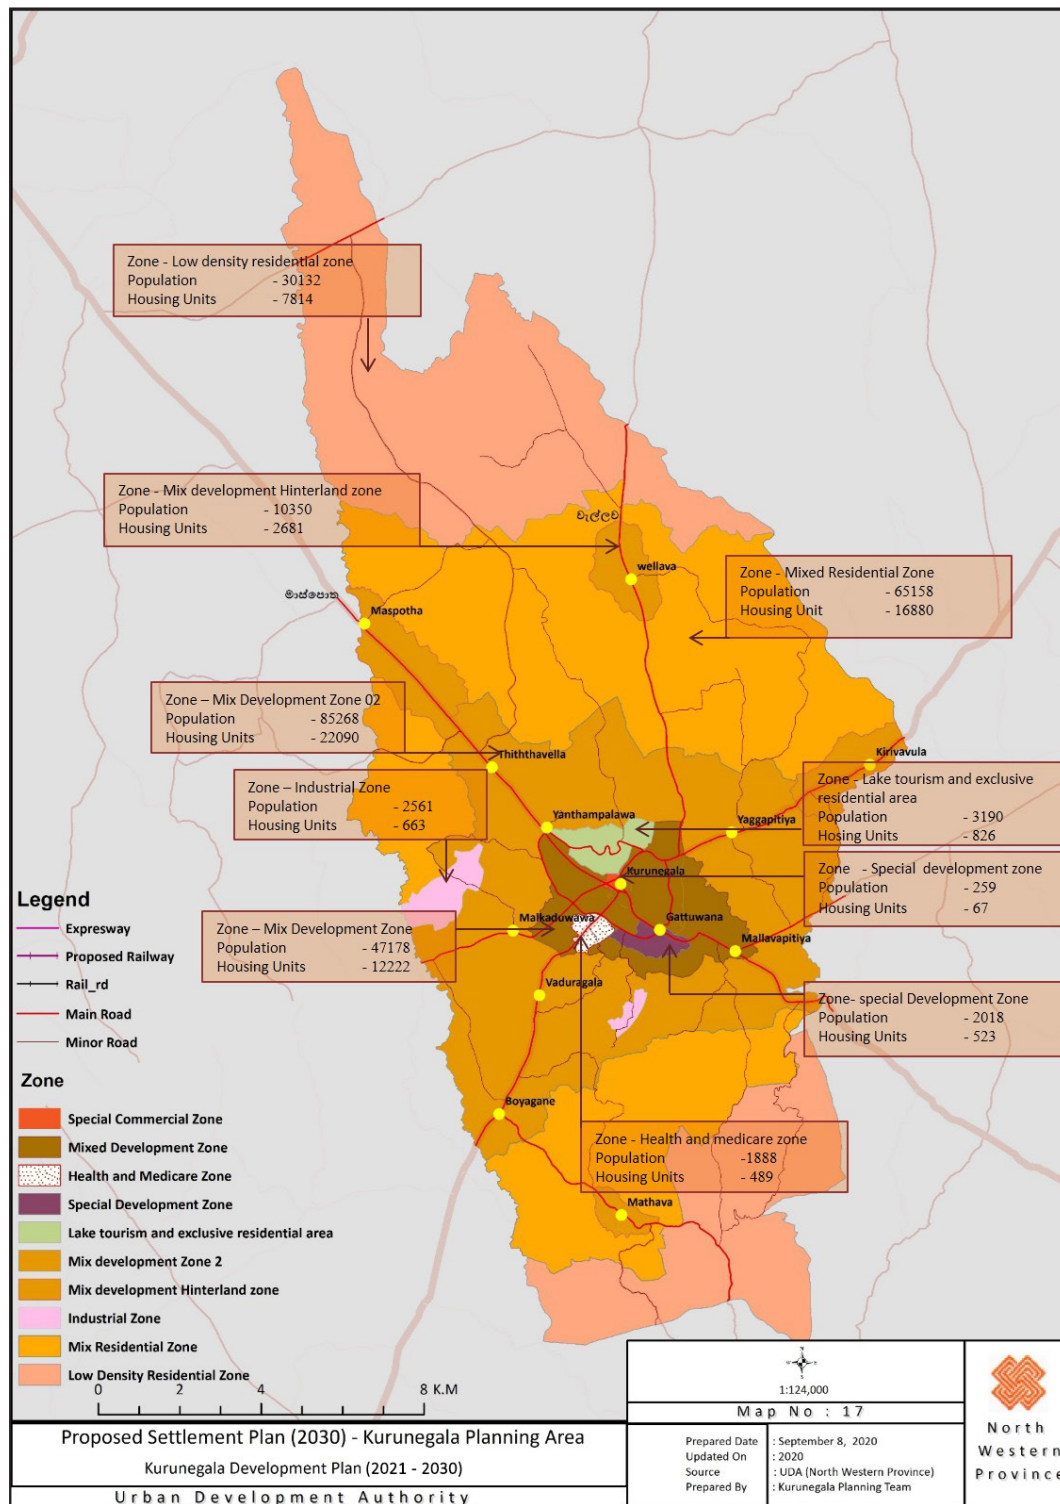 Zone - Low density residential zone
Population - 30132
Housing Units - 7814
Zone - Mix development Hinterland zone
Population - 10350
Housing Units - 2681
වැල්ලව
wellava
Zone - Mixed Residential Zone
Population - 65158
Housing Unit - 16880
මාස්පොත
Maspotha
Zone – Mix Development Zone 02
Population - 85268
Housing Units - 22090
Thiththavella
Kirivavula
Zone – Industrial Zone
Population - 2561
Housing Units - 663
Zone - Lake tourism and exclusive
residential area
Population - 3190
Hosing Units - 826
Yanthampalawa
Yaggapitiya
Kurunegala
Zone - Special development zone
Population - 259
Housing Units - 67
Zone – Mix Development Zone
Population - 47178
Housing Units - 12222
Malkaduwawa
Gattuwana
Mallavapitiya
Vaduragala
Zone- special Development Zone
Population - 2018
Housing Units - 523
Boyagane
Zone - Health and medicare zone
Population -1888
Housing Units - 489
Mathava
Legend
Expresway
Proposed Railway
Rail_rd
Main Road
Minor Road
Zone
Special Commercial Zone
Mixed Development Zone
Health and Medicare Zone
Special Development Zone
Lake tourism and exclusive residential area
Mix development Zone 2
Mix development Hinterland zone
Industrial Zone
Mix Residential Zone
Low Density Residential Zone
0 2 4 8 K.M
1:124,000
Map No : 17
Proposed Settlement Plan (2030) - Kurunegala Planning Area
Kurunegala Development Plan (2021 - 2030)
Urban Development Authority
Prepared Date : September 8, 2020
Updated On : 2020
Source : UDA (North Western Province)
Prepared By : Kurunegala Planning Team
North
Western
Province